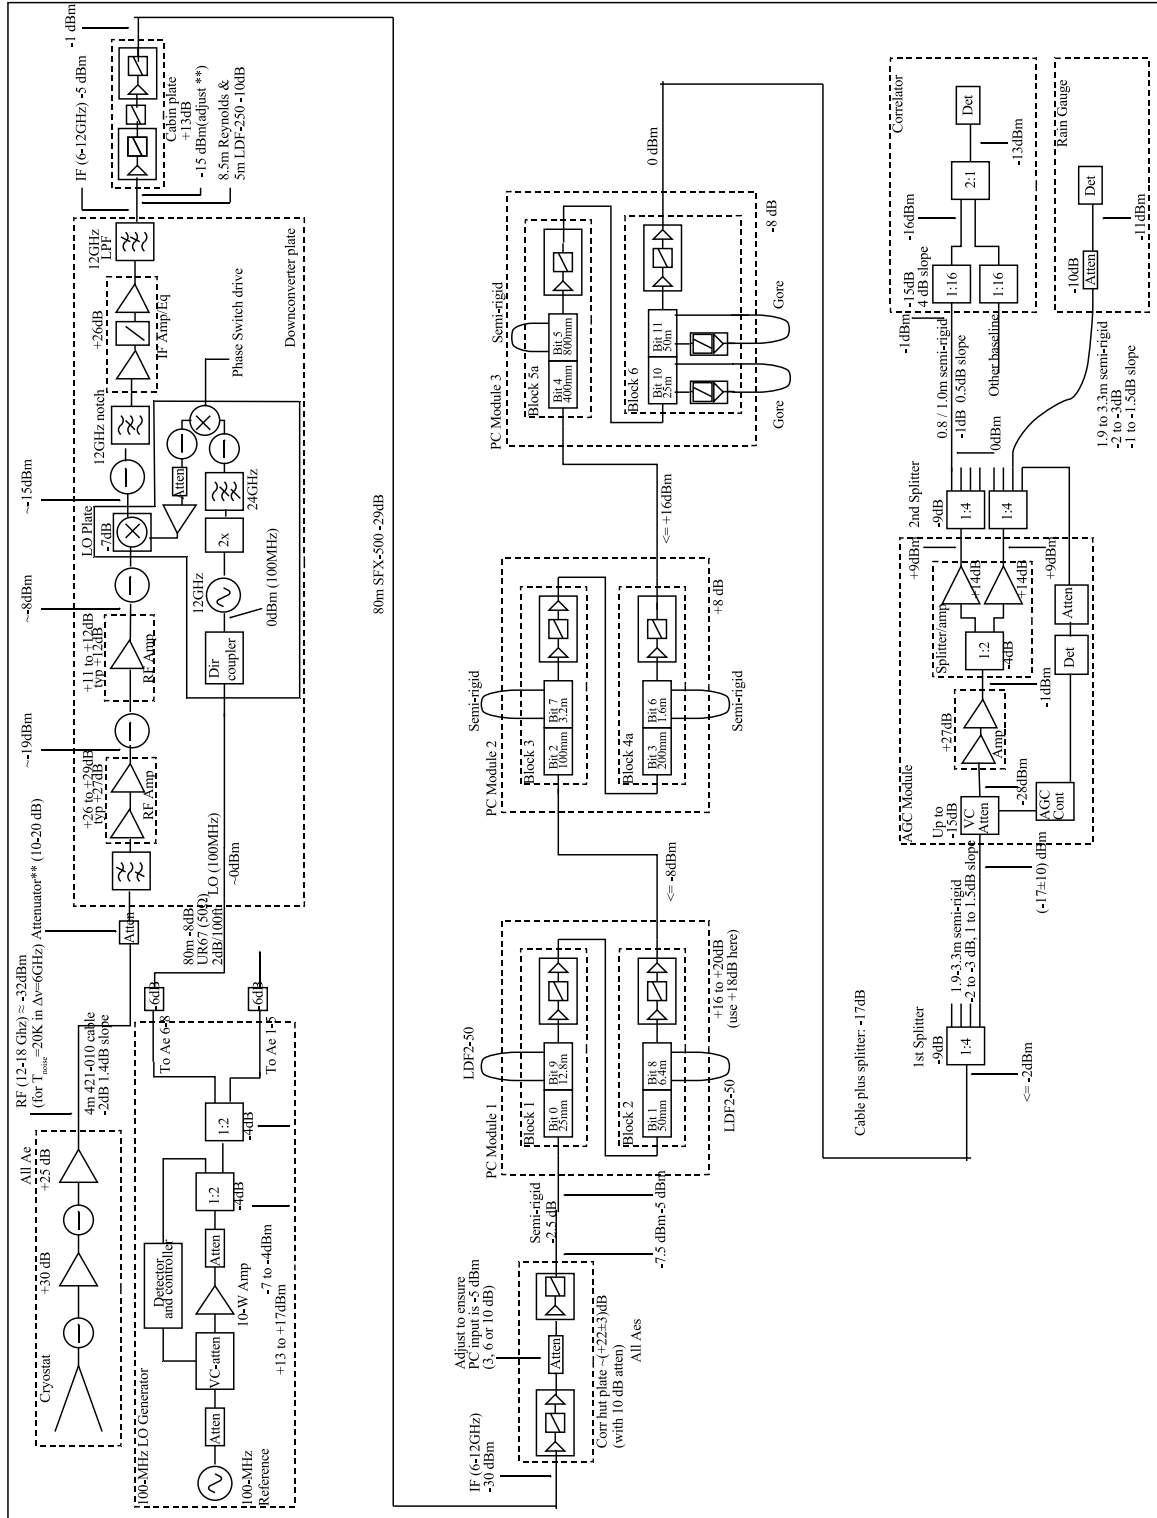 Cryostat
+30 dB
+25 dB
All Ae
RF (12-18 Ghz) ≈ -32dBm
(for Tnoise=20K in Δν=6GHz)
4m 421-010 cable
-2dB 1.4dB slope
Attenuator** (10-20 dB)
Atten
+26 to +29dB
typ +27dB
RF Amp
~-19dBm
+11 to +12dB
typ +12dB
RF Amp
~-8dBm
LO Plate
-7dB
~-15dBm
12GHz notch
+26dB
IF Amp/Eq
12GHz
LPF
Downconverter plate
IF (6-12GHz) -5 dBm
Cabin plate
+13dB
-15 dBm(adjust **)
8.5m Reynolds &
5m LDF-250 -10dB
-1 dBm
Phase Switch drive
Atten
24GHz
2x
12GHz
0dBm (100MHz)
Dir
coupler
LO (100MHz)
~0dBm
80m -8dB
UR67 (50Ω)
2dB/100ft
100-MHz LO Generator
100-MHz
Reference
Atten
VC-atten
10-W Amp
Atten
Detector
and controller
1:2
-4dB
1:2
-4dB
-7 to -4dBm
+13 to +17dBm
To Ae 6-8
-6dB
To Ae 1-5
-6dB
80m SFX-500 -29dB
IF (6-12GHz)
-30 dBm
Adjust to ensure
PC input is -5 dBm
(3, 6 or 10 dB)
Atten
Corr hut plate ~(+22±3)dB
(with 10 dB atten)
All Aes
-7.5 dBm
Semi-rigid
-2.5 dB
-5 dBm
PC Module 1
Block 1
Bit 0
25mm
Bit 9
12.8m
LDF2-50
Block 2
Bit 1
50mm
Bit 8
6.4m
LDF2-50
+16 to +20dB
(use +18dB here)
<= -8dBm
PC Module 2
Block 3
Bit 2
100mm
Bit 7
3.2m
Semi-rigid
Block 4a
Bit 3
200mm
Bit 6
1.6m
Semi-rigid
+8 dB
<= +16dBm
PC Module 3
Block 5a
Bit 4
400mm
Bit 5
800mm
Semi-rigid
Block 6
Bit 10
25m
Bit 11
50m
Gore
Gore
-8 dB
0 dBm
Cable plus splitter: -17dB
<= -2dBm
1st Splitter
-9dB
1:4
1.9-3.3m semi-rigid
-2 to -3 dB, 1 to 1.5dB slope
(-17±10) dBm
AGC Module
Up to
-15dB
VC
Atten
-28dBm
AGC
Cont
+27dB
Amp
-1dBm
Splitter/amp
1:2
-4dB
+14dB
+14dB
Det
Atten
+9dBm
+9dBm
2nd Splitter
-9dB
1:4
1:4
0dBm
0.8 / 1.0m semi-rigid
-1dB 0.5dB slope
Other baseline
1.9 to 3.3m semi-rigid
-2 to -3dB
-1 to -1.5dB slope
-1dBm
Correlator
-15dB
4 dB slope
1:16
1:16
-16dBm
2:1
-13dBm
Det
Rain Gauge
-10dB
Atten
-11dBm
Det